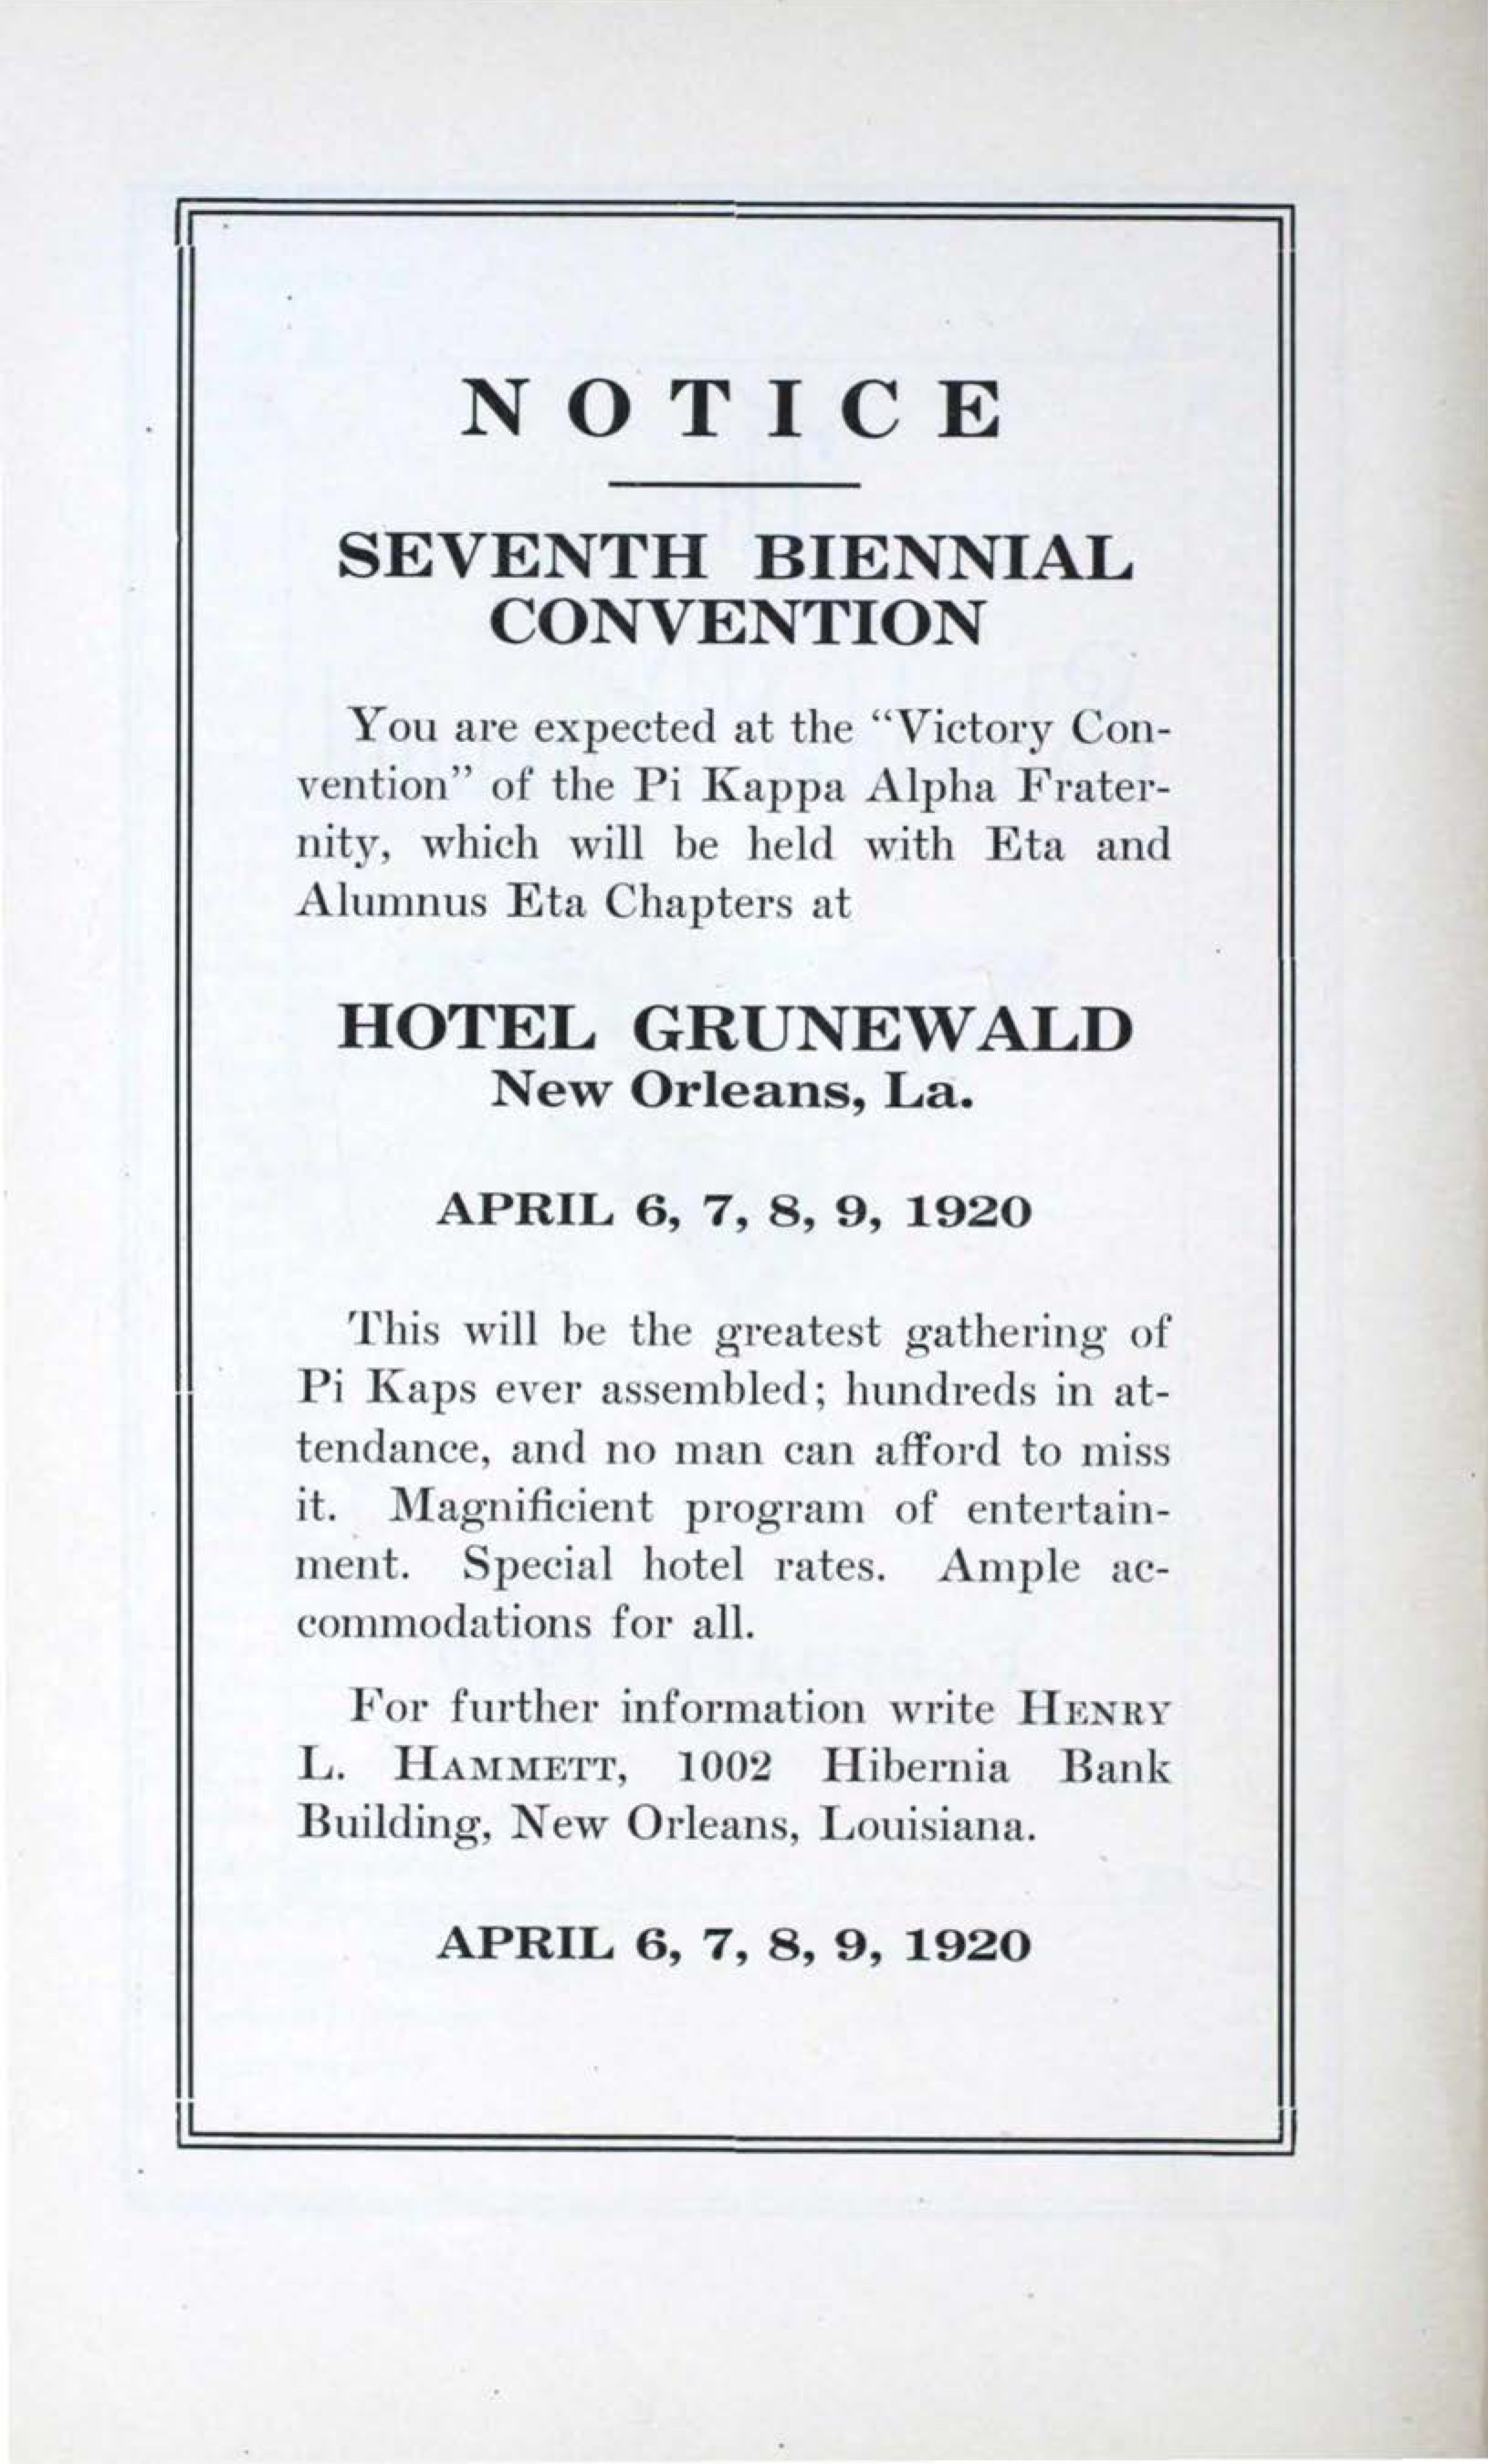 NOTICE
SEVENTH BIENNIAL
CONVENTION
You are expected at the “Victory Con-
vention” of the Pi Kappa Alpha Frater-
nity, which will be held with Eta and
Alumnus Eta Chapters at
HOTEL GRUNEWALD
New Orleans, La.
APRIL 6, 7, 8, 9, 1920
This will be the greatest gathering of
Pi Kaps ever assembled; hundreds in at-
tendance, and no man can afford to miss
it. Magnificient program of entertain-
ment. Special hotel rates. Ample ac-
commodations for all.
For further information write HENRY
L. HAMMETT, 1002 Hibernia Bank
Building, New Orleans, Louisiana.
APRIL 6, 7, 8, 9, 1920